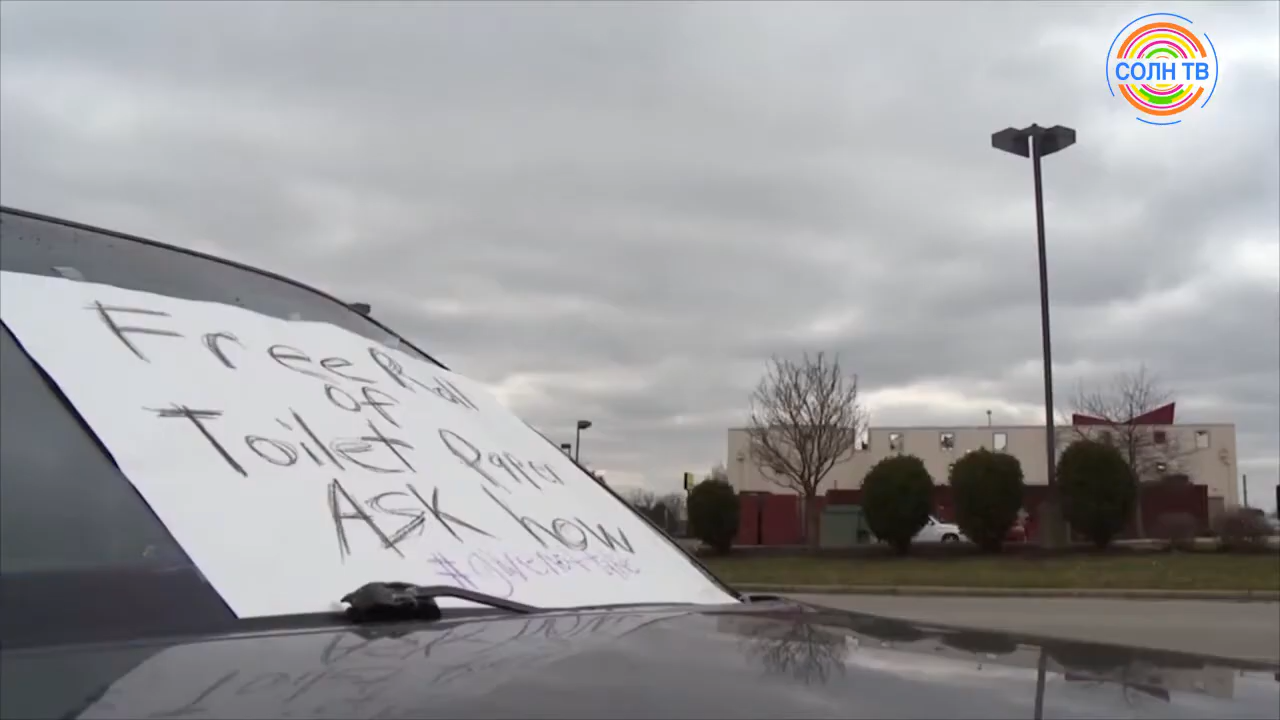 СОЛН ТВ
Free Roll
of
Toilet Paper
ASK how